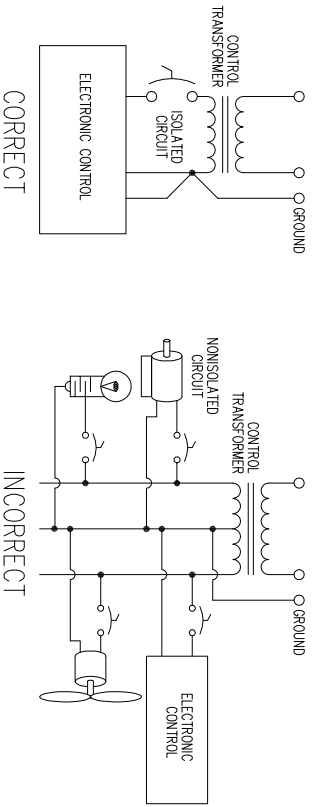 CONTROL
TRANSFORMER
GROUND
ISOLATED
CIRCUIT
ELECTRONIC CONTROL
CORRECT
CONTROL
TRANSFORMER
GROUND
NONISOLATED
CIRCUIT
ELECTRONIC
CONTROL
INCORRECT